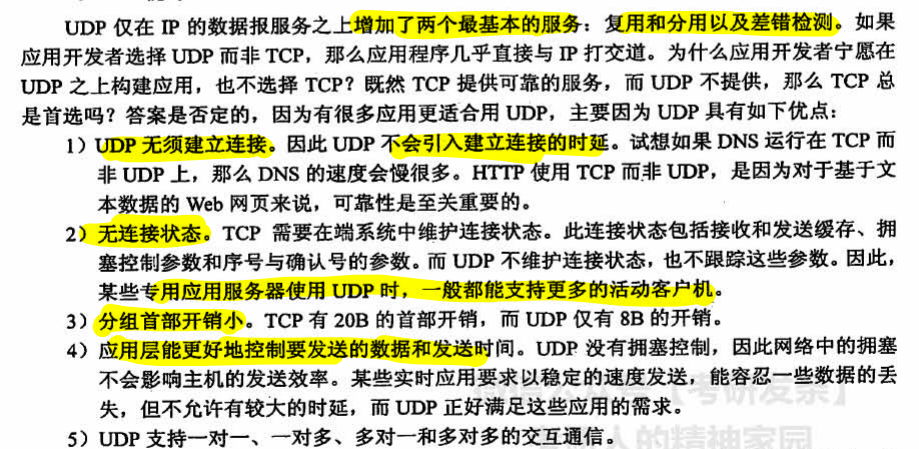 UDP 仅在 IP 的数据报服务之上增加了两个最基本的服务：复用和分用以及差错检测。如果
应用开发者选择 UDP 而非 TCP，那么应用程序几乎直接与 IP 打交道。为什么应用开发者宁愿在
UDP 之上构建应用，也不选择 TCP？既然 TCP 提供可靠的服务，而 UDP 不提供，那么 TCP 总
是首选吗？答案是否定的，因为有很多应用更适合用 UDP，主要因为 UDP 具有如下优点：
1）UDP 无须建立连接。因此 UDP 不会引入建立连接的时延。试想如果 DNS 运行在 TCP 而
非 UDP 上，那么 DNS 的速度会慢很多。HTTP 使用 TCP 而非 UDP，是因为对于基于文
本数据的 Web 网页来说，可靠性是至关重要的。
2）无连接状态。TCP 需要在端系统中维护连接状态。此连接状态包括接收和发送缓存、拥
塞控制参数和序号与确认号的参数。而 UDP 不维护连接状态，也不跟踪这些参数。因此，
某些专用应用服务器使用 UDP 时，一般都能支持更多的活动客户机。
3）分组首部开销小。TCP 有 20B 的首部开销，而 UDP 仅有 8B 的开销。
4）应用层能更好地控制要发送的数据和发送时间。UDP 没有拥塞控制，因此网络中的拥塞
不会影响主机的发送效率。某些实时应用要求以稳定的速度发送，能容忍一些数据的丢
失，但不允许有较大的时延，而 UDP 正好满足这些应用的需求。
5）UDP 支持一对一、一对多、多对一和多对多的交互通信。